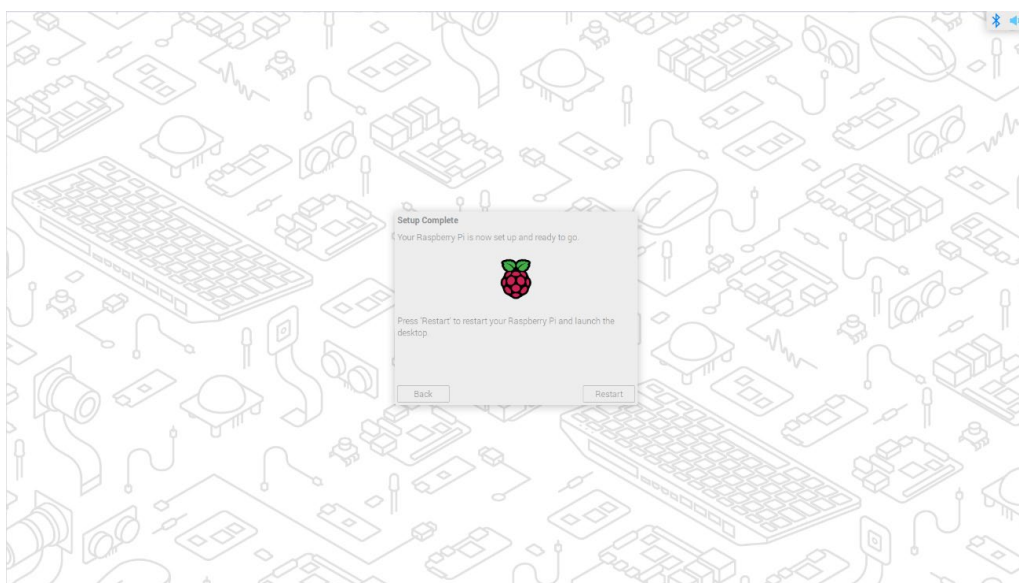 Setup Complete
Your Raspberry Pi is now set up and ready to go.
Press 'Restart' to restart your Raspberry Pi and launch the
desktop.
Back
Restart